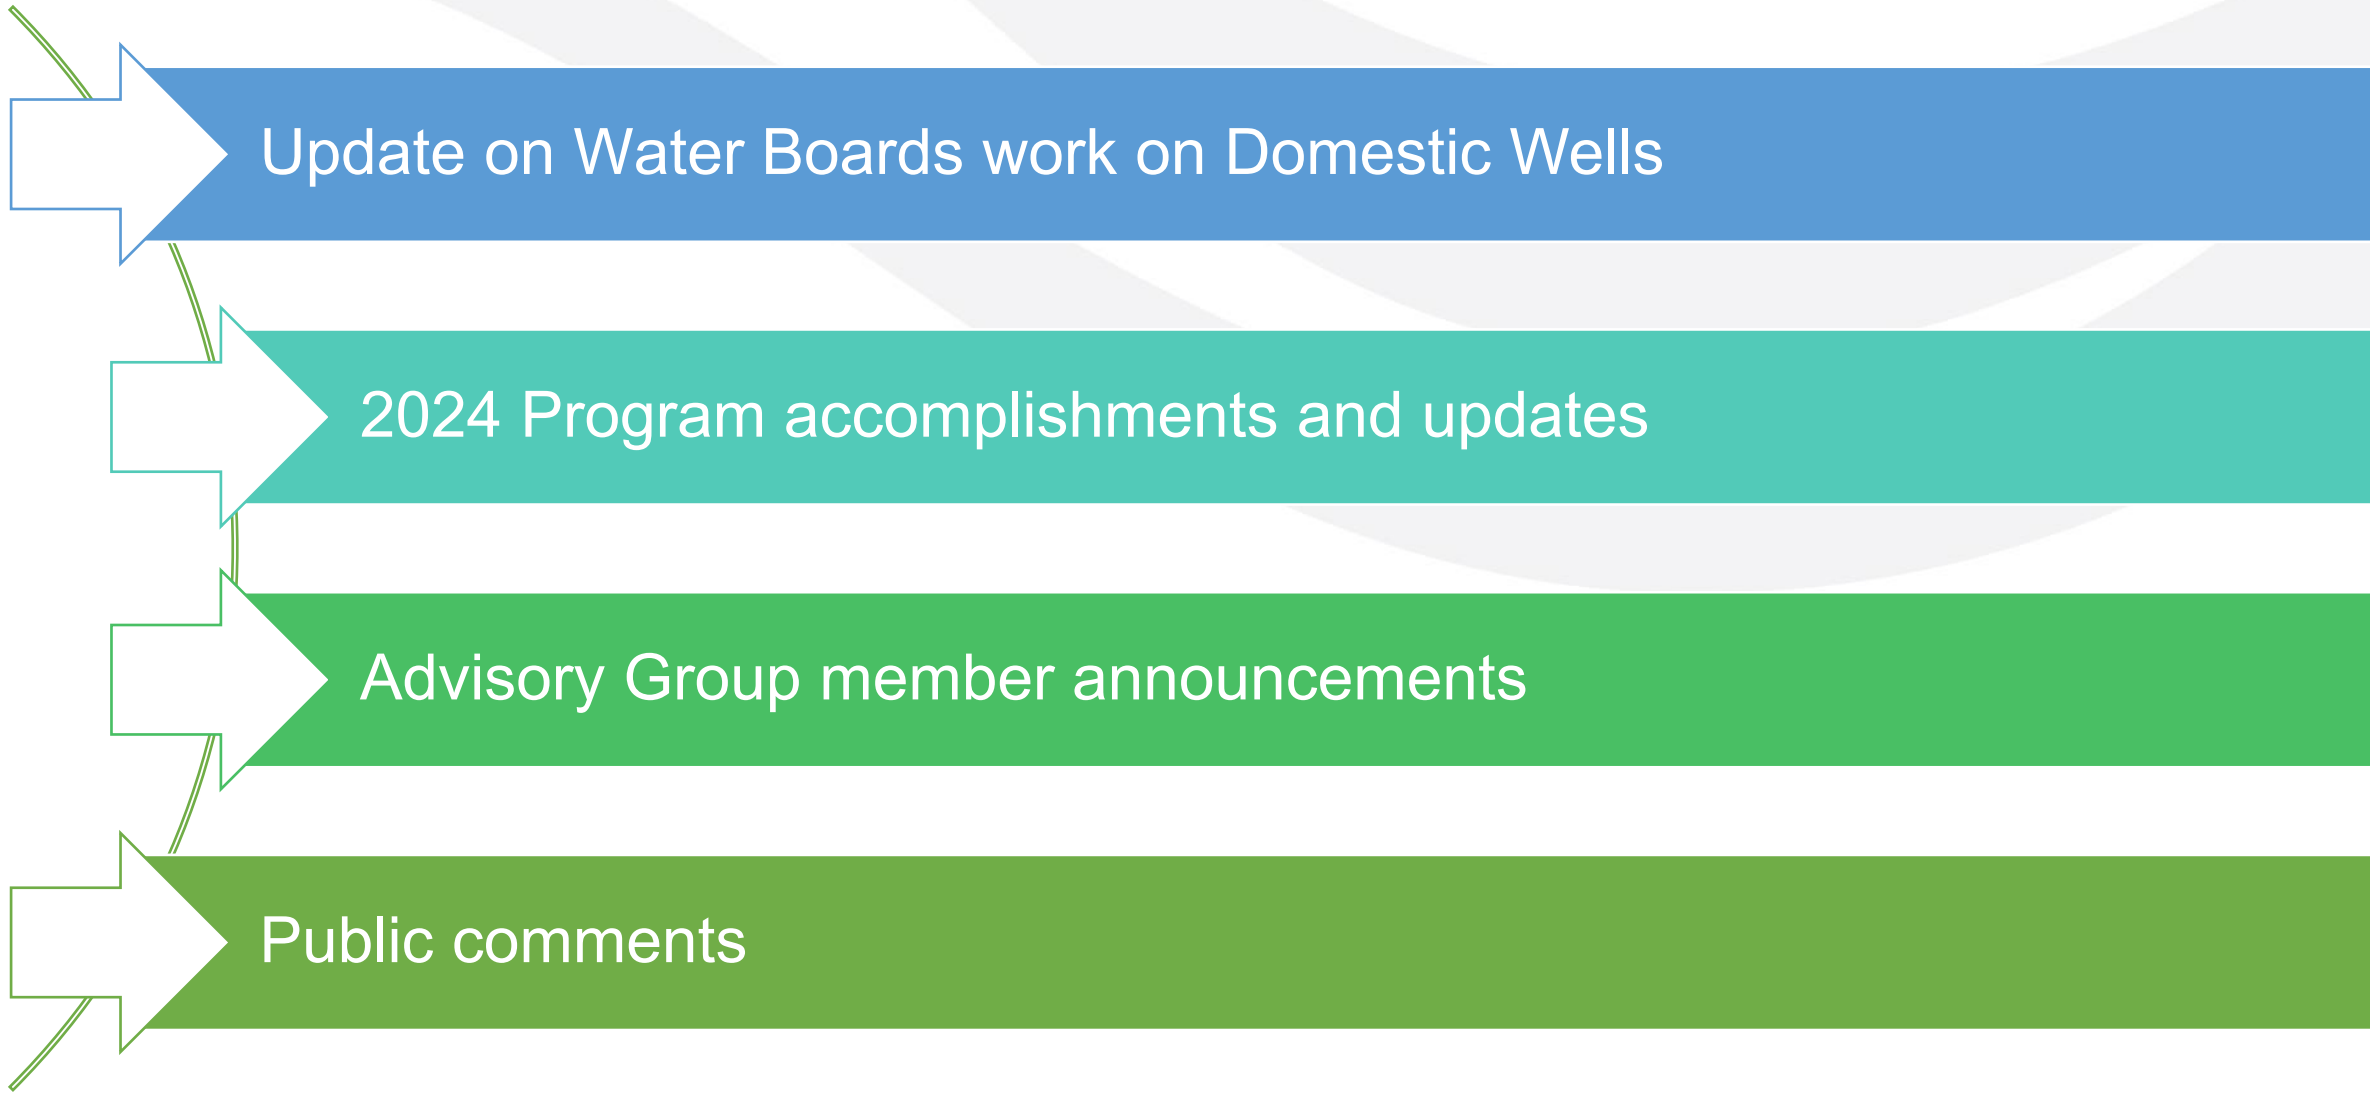 Update on Water Boards work on Domestic Wells
2024 Program accomplishments and updates
Advisory Group member announcements
Public comments